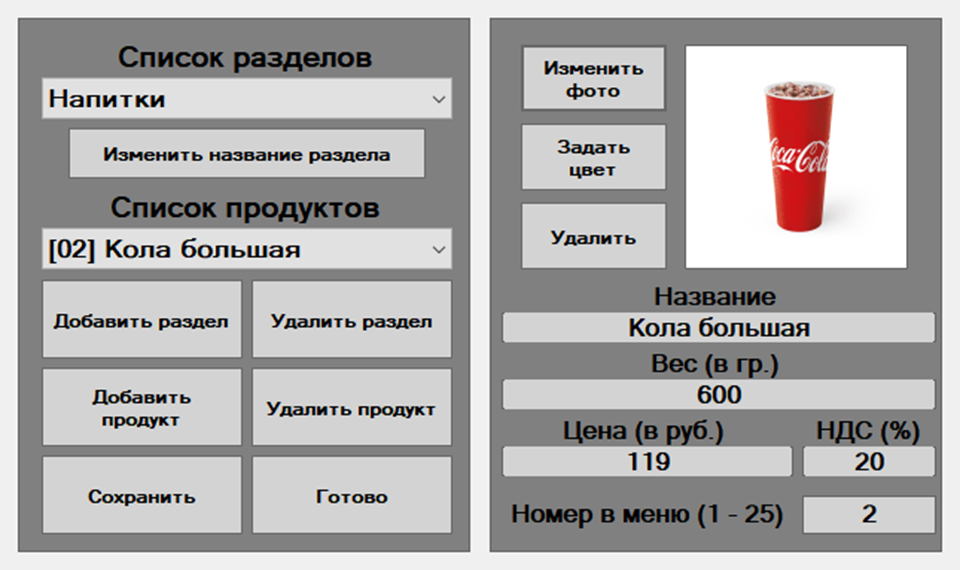 Список разделов
Напитки
Изменить название раздела
Список продуктов
[02] Кола большая
Добавить раздел
Удалить раздел
Добавить
продукт
Удалить продукт
Сохранить
Готово
Изменить
фото
Задать
цвет
Удалить
Coca-Cola
Название
Кола большая
Вес (в гр.)
600
Цена (в руб.)
НДС (%)
119
20
Номер в меню (1 - 25)
2